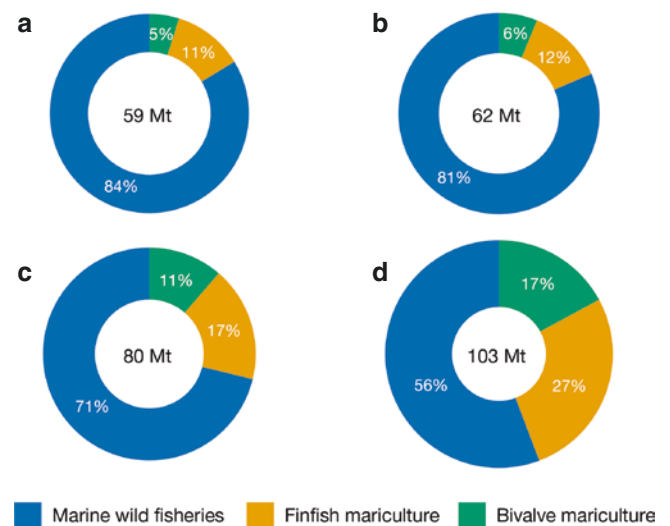 a
5%
11%
59 Mt
84%
b
6%
12%
62 Mt
81%
c
11%
17%
80 Mt
71%
d
17%
103 Mt
56%
27%
Marine wild fisheries Finfish mariculture Bivalve mariculture